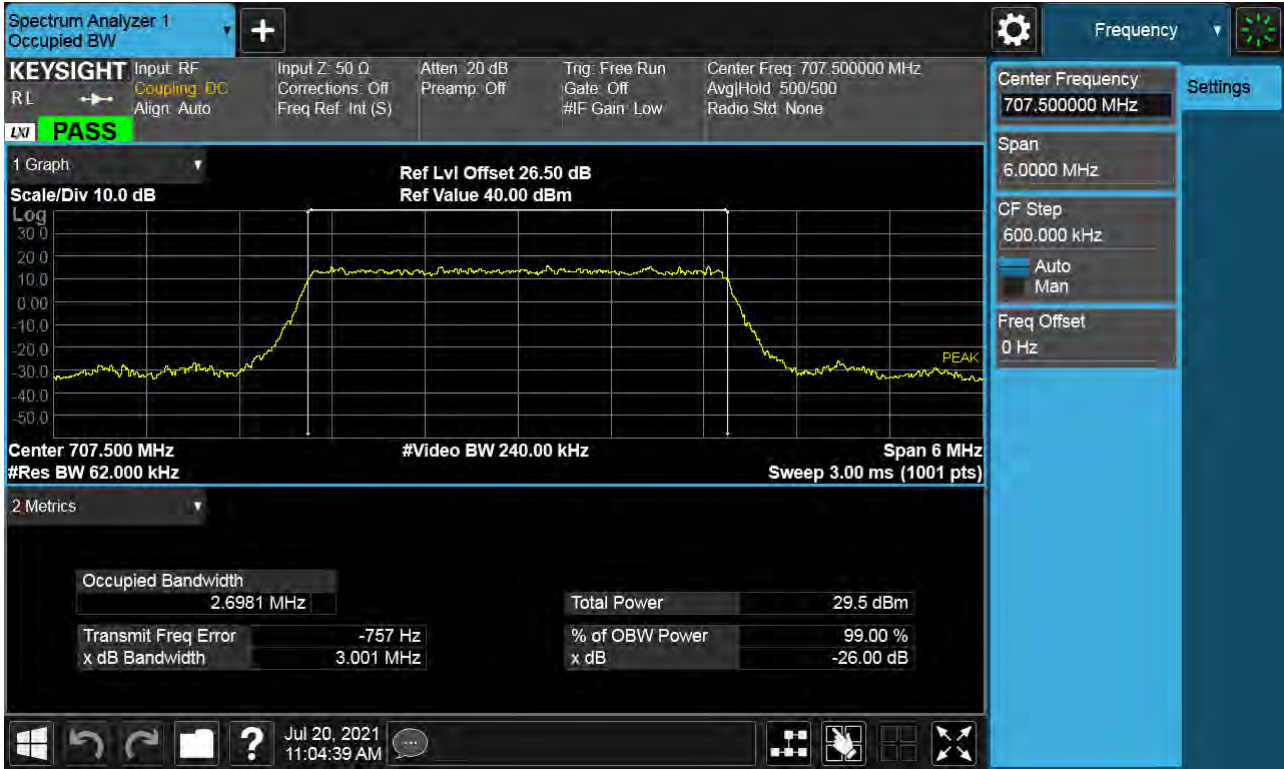 Spectrum Analyzer 1
Occupied BW
Frequency
KEYSIGHT
RL
LXI
PASS
Input: RF
Coupling: DC
Align: Auto
Input Z: 50 Ω
Corrections: Off
Freq Ref: Int (S)
Atten: 20 dB
Preamp: Off
Trig: Free Run
Gate: Off
#IF Gain: Low
Center Freq: 707.500000 MHz
Avg|Hold: 500/500
Radio Std: None
1 Graph
Scale/Div 10.0 dB
Ref Lvl Offset 26.50 dB
Ref Value 40.00 dBm
Log
30.0
20.0
10.0
0.00
-10.0
-20.0
-30.0
-40.0
-50.0
PEAK
Center 707.500 MHz
#Video BW 240.00 kHz
Span 6 MHz
#Res BW 62.000 kHz
Sweep 3.00 ms (1001 pts)
2 Metrics
Occupied Bandwidth
2.6981 MHz
Total Power 29.5 dBm
Transmit Freq Error -757 Hz
% of OBW Power 99.00 %
x dB Bandwidth 3.001 MHz
x dB -26.00 dB
Center Frequency
707.500000 MHz
Settings
Span
6.0000 MHz
CF Step
600.000 kHz
Auto
Man
Freq Offset
0 Hz
?
Jul 20, 2021
11:04:39 AM